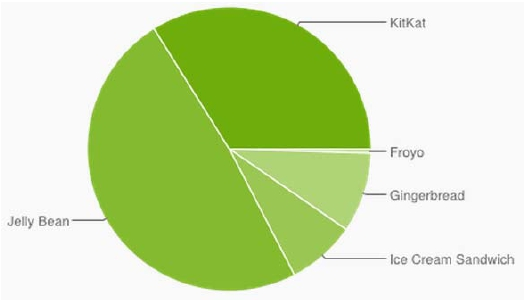 KitKat
Froyo
Gingerbread
Jelly Bean
Ice Cream Sandwich